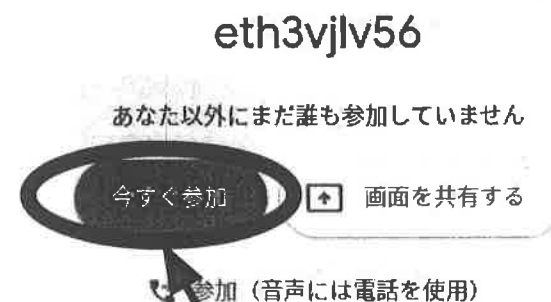 eth3vjlv56
あなた以外にまだ誰も参加していません
今すぐ参加 画面を共有する
参加（音声には電話を使用）